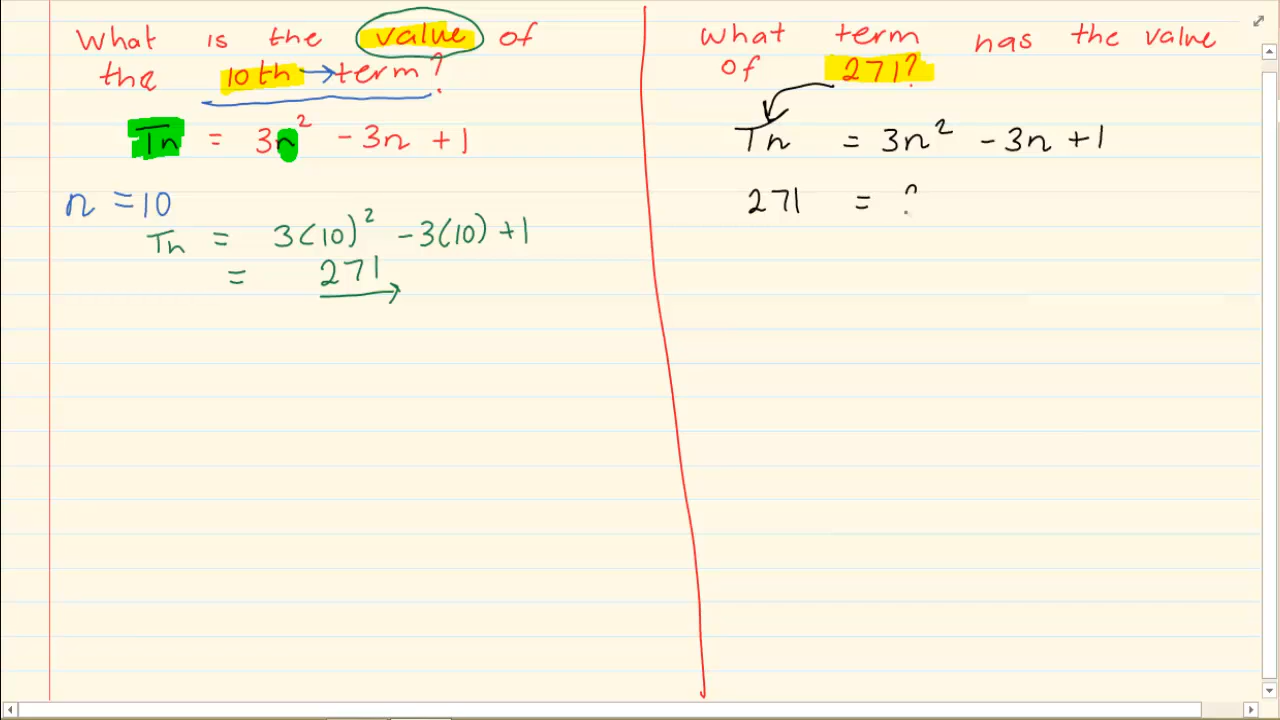 What is the value of
the 10th → term?
Tn = 3n² - 3n + 1
n = 10
Tn = 3(10)² - 3(10) + 1
= 271
What term has the value
of 271?
Tn = 3n² - 3n + 1
271 = ?